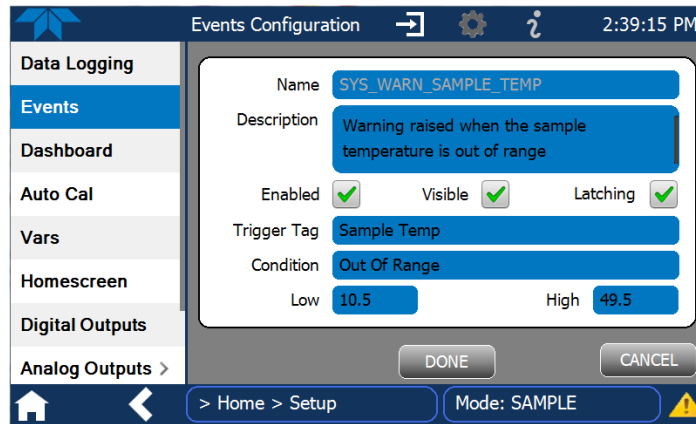 Events Configuration 2:39:15 PM
Data Logging
Events
Dashboard
Auto Cal
Vars
Homescreen
Digital Outputs
Analog Outputs >
Name SYS_WARN_SAMPLE_TEMP
Description Warning raised when the sample
temperature is out of range
Enabled Visible Latching
Trigger Tag Sample Temp
Condition Out Of Range
Low 10.5 High 49.5
DONE CANCEL
> Home > Setup Mode: SAMPLE